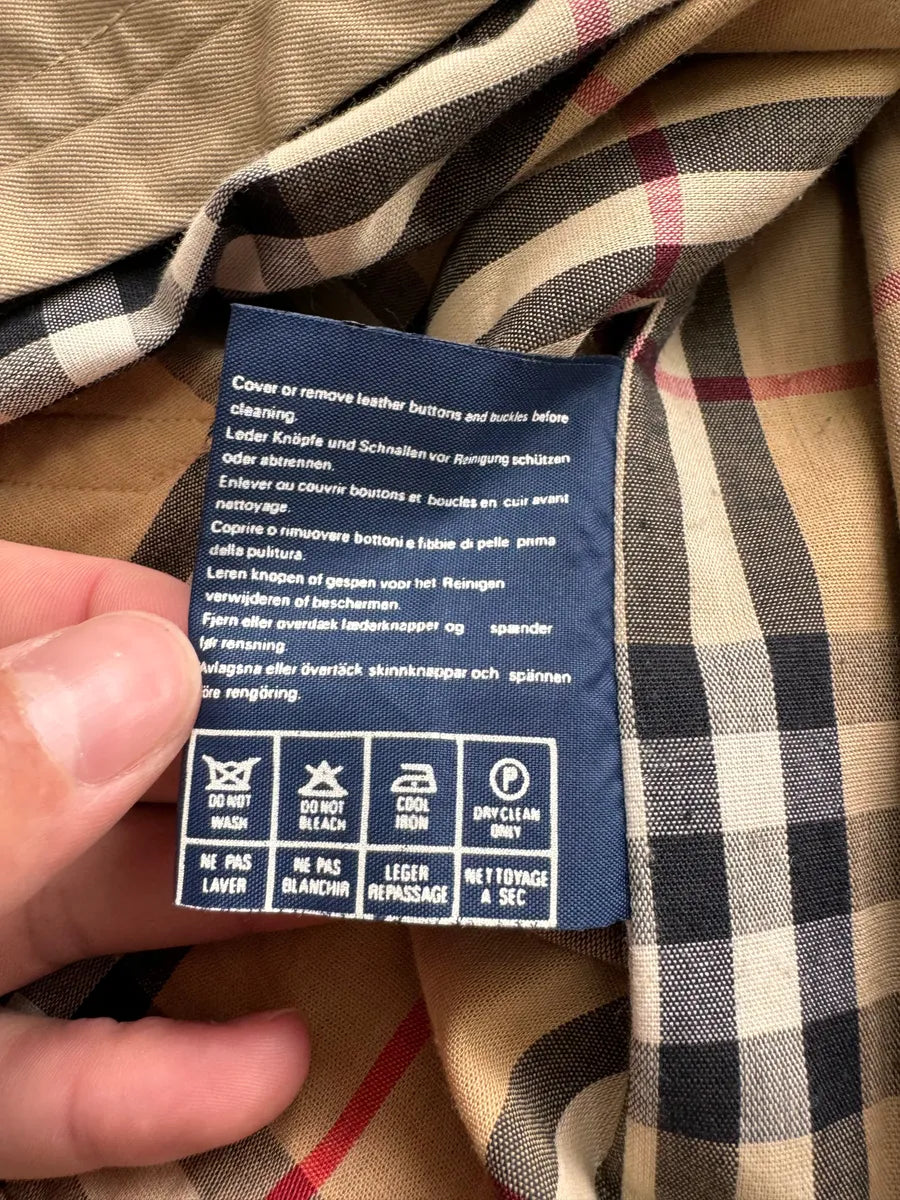 Cover or remove leather buttons and buckles before
cleaning.
Leder Knöpfe und Schnallen vor Reinigung schützen
oder abtrennen.
Enlever ou couvrir boutons et boucles en cuir avant
nettoyage.
Coprire o rimuovere bottoni e fibbie di pelle prima
della pulitura.
Leren knopen of gespen voor het Reinigen
verwijderen of beschermen.
Fjern eller overdæk læderknapper og spænder
før rensning
Avlagsna eller övertäck skinnknappar och spännen
öre rengöring.
P
DO NOT WASH
DO NOT BLEACH
COOL IRON
DRYCLEAN ONLY
NE PAS LAVER
NE PAS BLANCHIR
LEGER REPASSAGE
NETTOYAGE A SEC